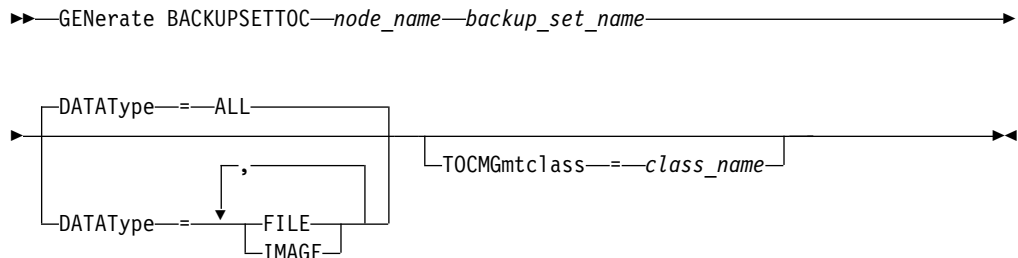 GENerate BACKUPSETTOC node_name backup_set_name
DATAType = ALL
TOCMGmtclass = class_name
,
DATAType = FILE
IMAGE